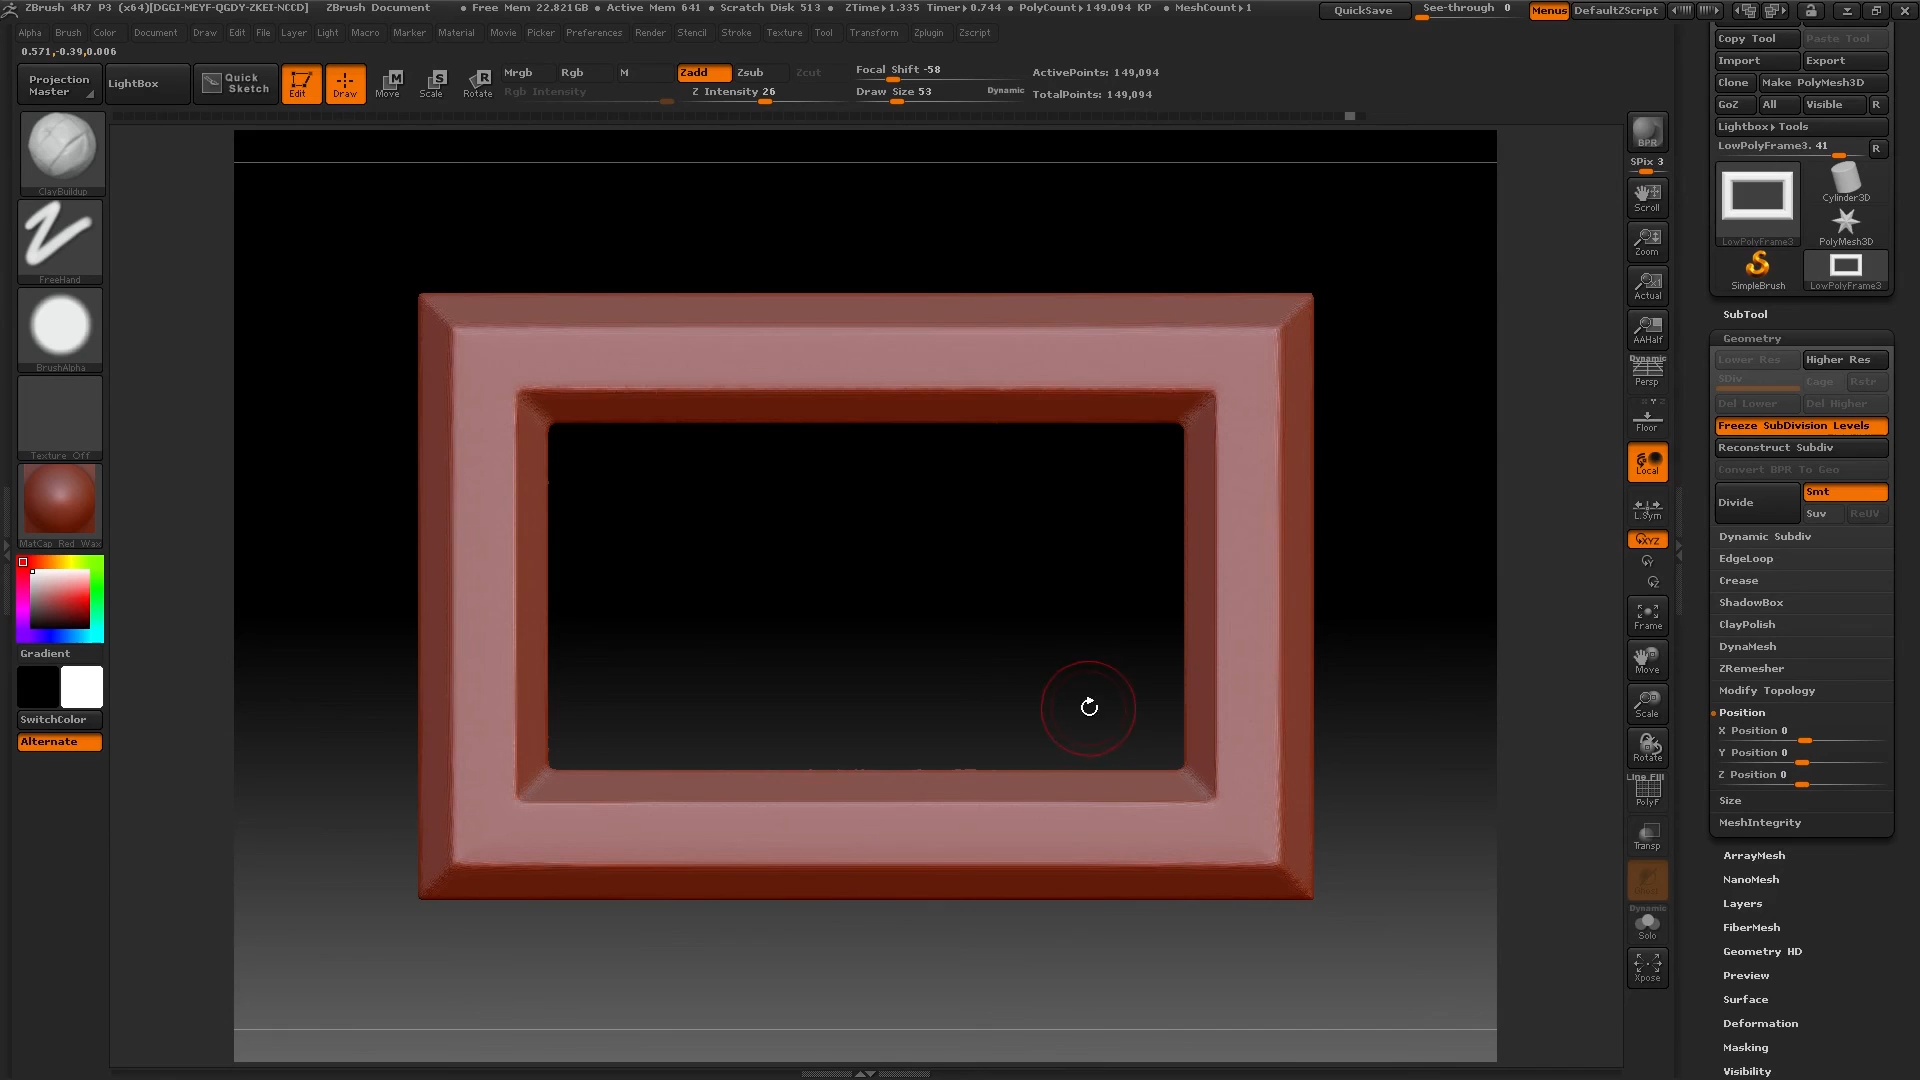 ZBrush 4R7 P3 (x64)[DGGI-MEYF-QGDY-ZKEI-NCCD] ZBrush Document • Free Mem 22.821GB • Active Mem 641 • Scratch Disk 513 • ZTime▸1.335 Timer▸0.744 • PolyCount▸149.094 KP • MeshCount▸1 QuickSave See-through 0 Menus DefaultZScript
Alpha Brush Color Document Draw Edit File Layer Light Macro Marker Material Movie Picker Preferences Render Stencil Stroke Texture Tool Transform Zplugin Zscript
0.571,-0.39,0.006
Projection Master
LightBox
Quick Sketch
Edit
Draw
Move
Scale
Rotate
Mrgb Rgb M Zadd Zsub Zcut
Rgb Intensity Z Intensity 26
Focal Shift -58
Draw Size 53 Dynamic
ActivePoints: 149,094
TotalPoints: 149,094
ClayBuildup
FreeHand
BrushAlpha
Texture Off
MatCap Red Wax
Gradient
SwitchColor
Alternate
BPR
SPix 3
Scroll
Zoom
Actual
AAHalf
Dynamic
Persp
Floor
Local
L.Sym
XYZ
Y
Z
Frame
Move
Scale
Rotate
Line Fill
PolyF
Transp
Dynamic
Solo
Xpose
Copy Tool Paste Tool
Import Export
Clone Make PolyMesh3D
GoZ All Visible R
Lightbox▸Tools
LowPolyFrame3. 41 R
LowPolyFrame3
Cylinder3D
PolyMesh3D
SimpleBrush
LowPolyFrame3
SubTool
Geometry
Lower Res Higher Res
SDiv Cage Rstr
Del Lower Del Higher
Freeze SubDivision Levels
Reconstruct Subdiv
Convert BPR To Geo
Divide Smt
Suv ReUV
Dynamic Subdiv
EdgeLoop
Crease
ShadowBox
ClayPolish
DynaMesh
ZRemesher
Modify Topology
Position
X Position 0
Y Position 0
Z Position 0
Size
MeshIntegrity
ArrayMesh
NanoMesh
Layers
FiberMesh
Geometry HD
Preview
Surface
Deformation
Masking
Visibility